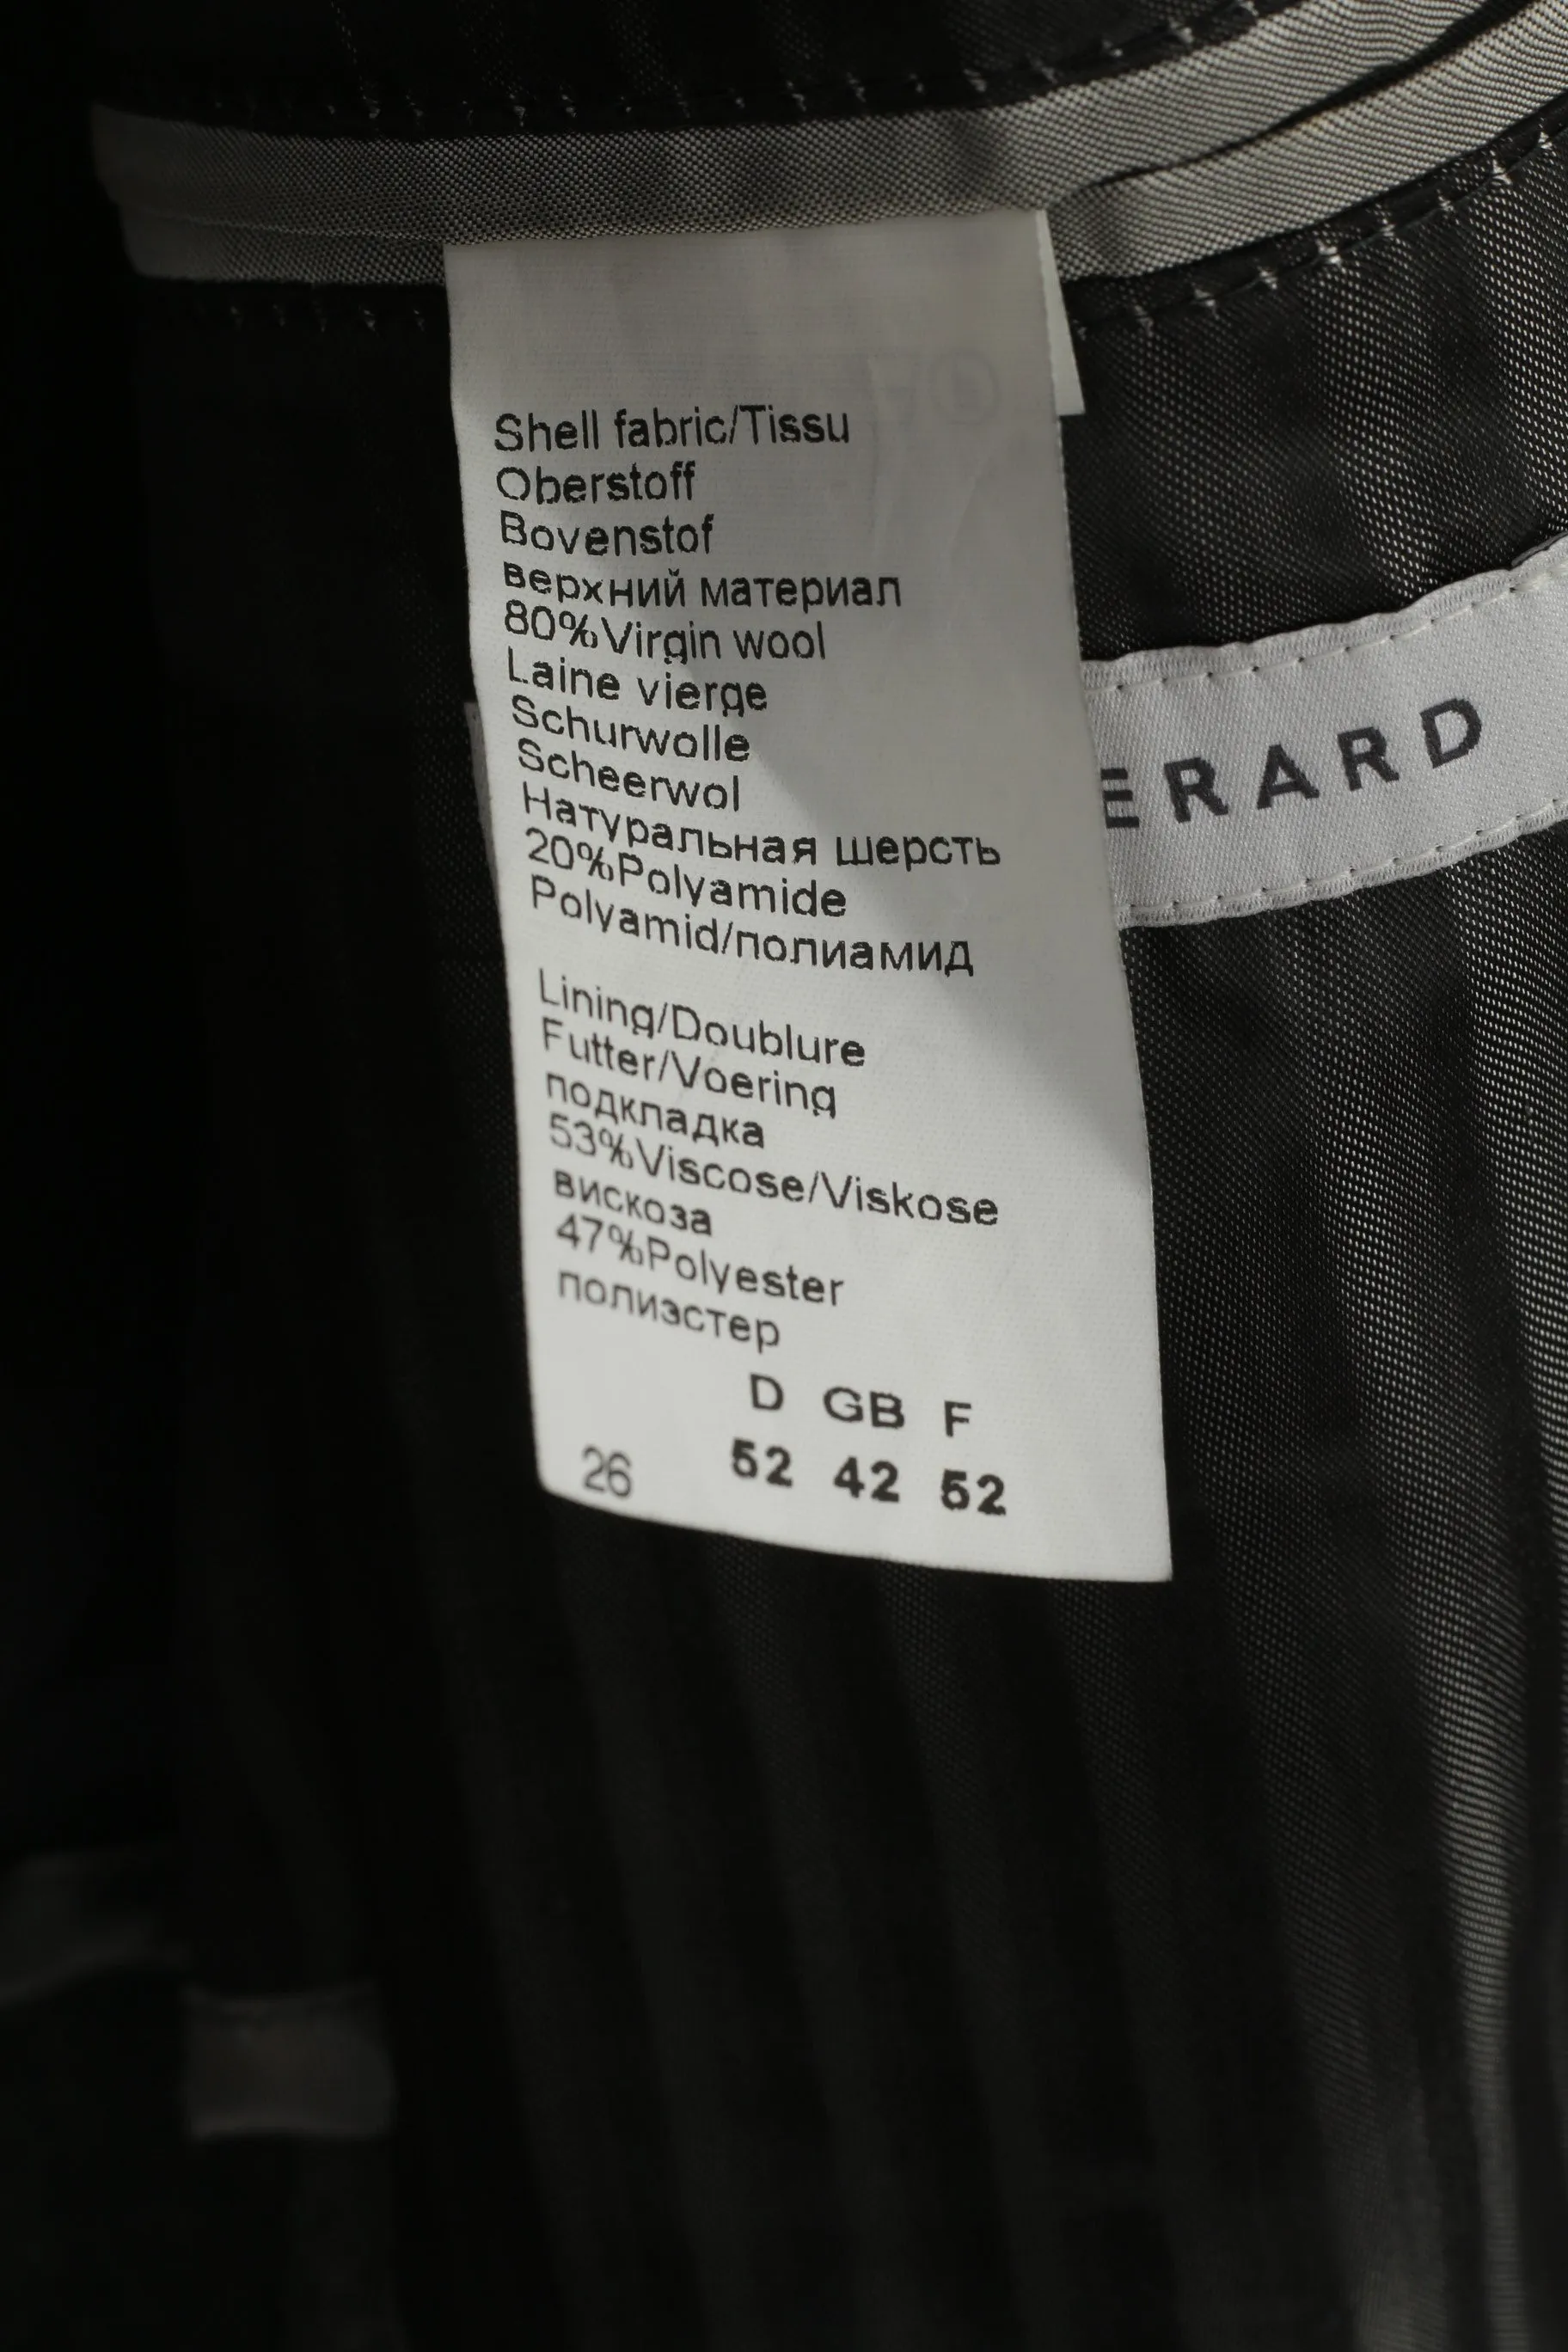 Shell fabric/Tissu
Oberstoff
Bovenstof
верхний материал
80%Virgin wool
Laine vierge
Schurwolle
Scheerwol
Натуральная шерсть
20%Polyamide
Polyamid/полиамид
Lining/Doublure
Futter/Voering
подкладка
53%Viscose/Viskose
вискоза
47%Polyester
полиэстер
D GB F
26 52 42 52
ERARD